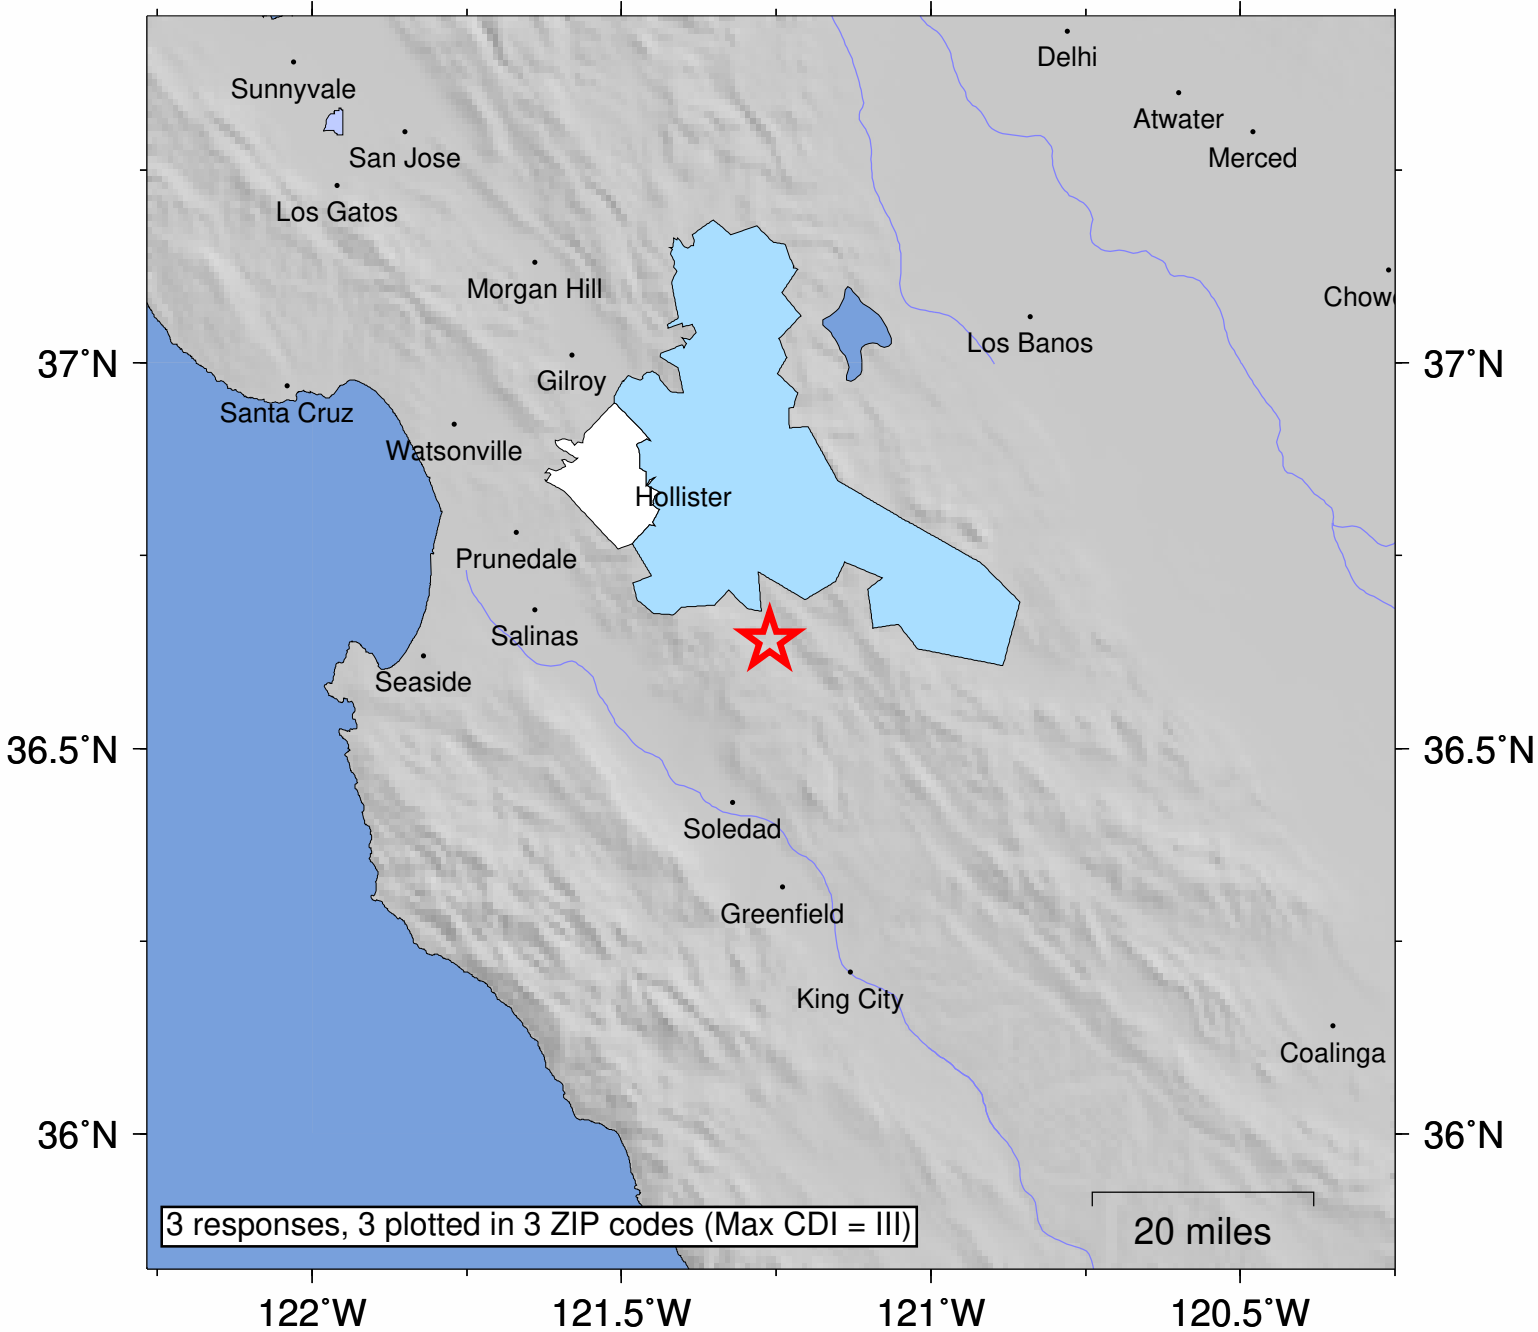 Delhi
Sunnyvale
Atwater
San Jose
Merced
Los Gatos
Morgan Hill
Chow
Los Banos
37˚N
37˚N
Gilroy
Santa Cruz
Watsonville
Hollister
Prunedale
Salinas
Seaside
36.5˚N
36.5˚N
Soledad
Greenfield
King City
Coalinga
36˚N
36˚N
3 responses, 3 plotted in 3 ZIP codes (Max CDI = III)
20 miles
122˚W
121.5˚W
121˚W
120.5˚W